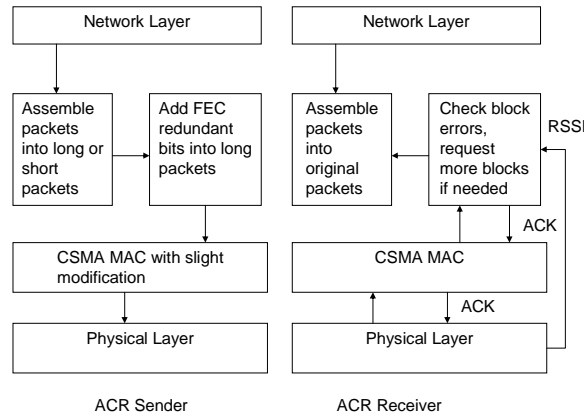 Network Layer
Assemble
packets
into long or
short
packets
Add FEC
redundant
bits into long
packets
CSMA MAC with slight
modification
Physical Layer
ACR Sender
Network Layer
Assemble
packets
into
original
packets
Check block
errors,
request
more blocks
if needed
RSSI
ACK
CSMA MAC
ACK
Physical Layer
ACR Receiver